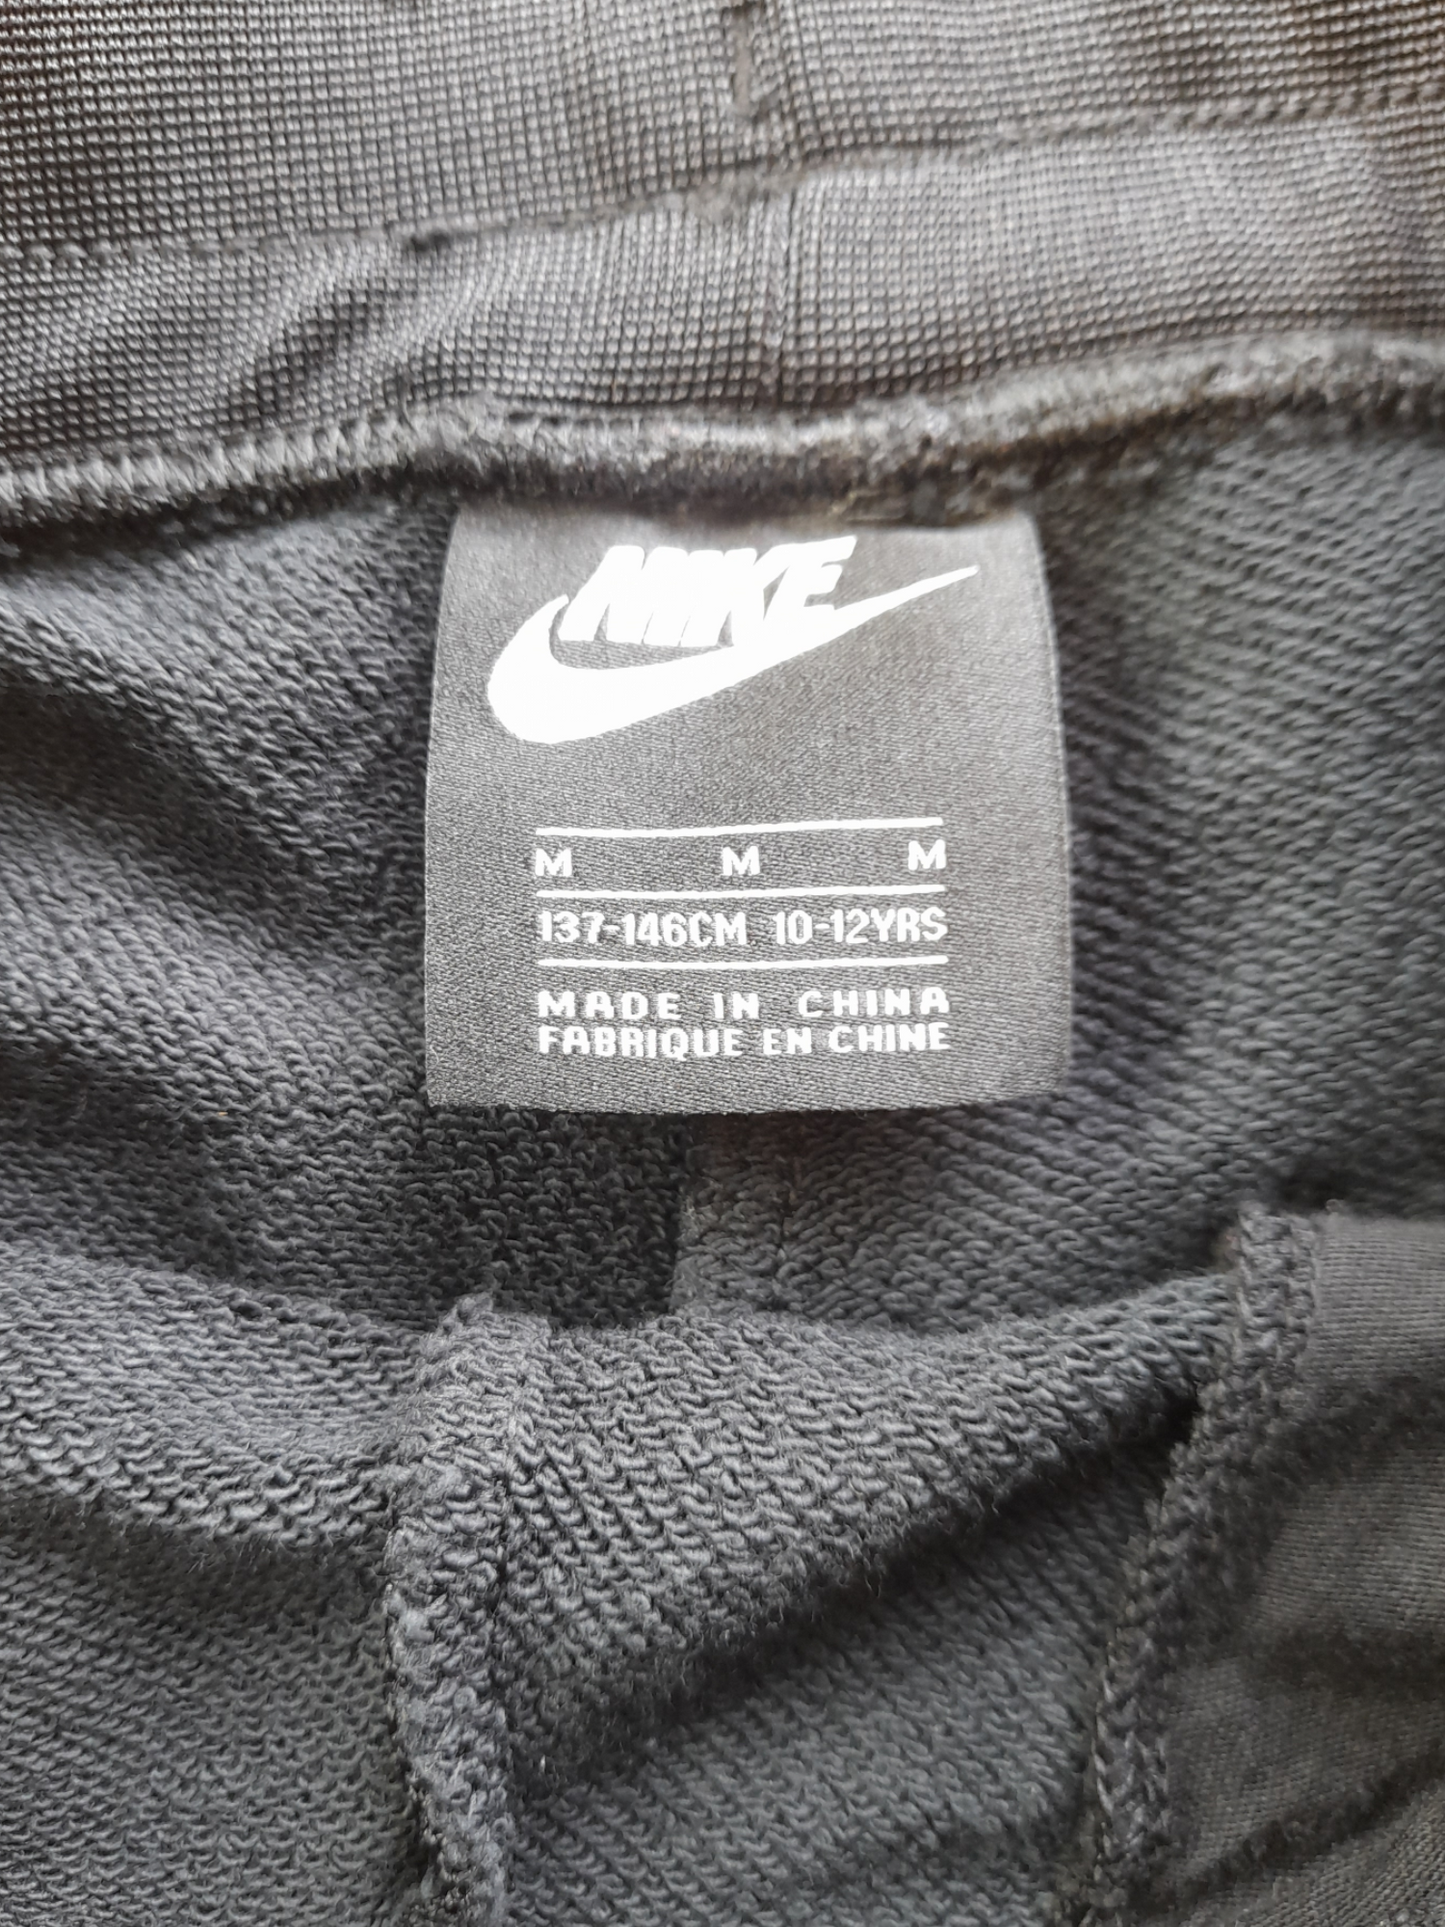 NIKE
M M M
137-146CM 10-12YRS
MADE IN CHINA
FABRIQUE EN CHINE